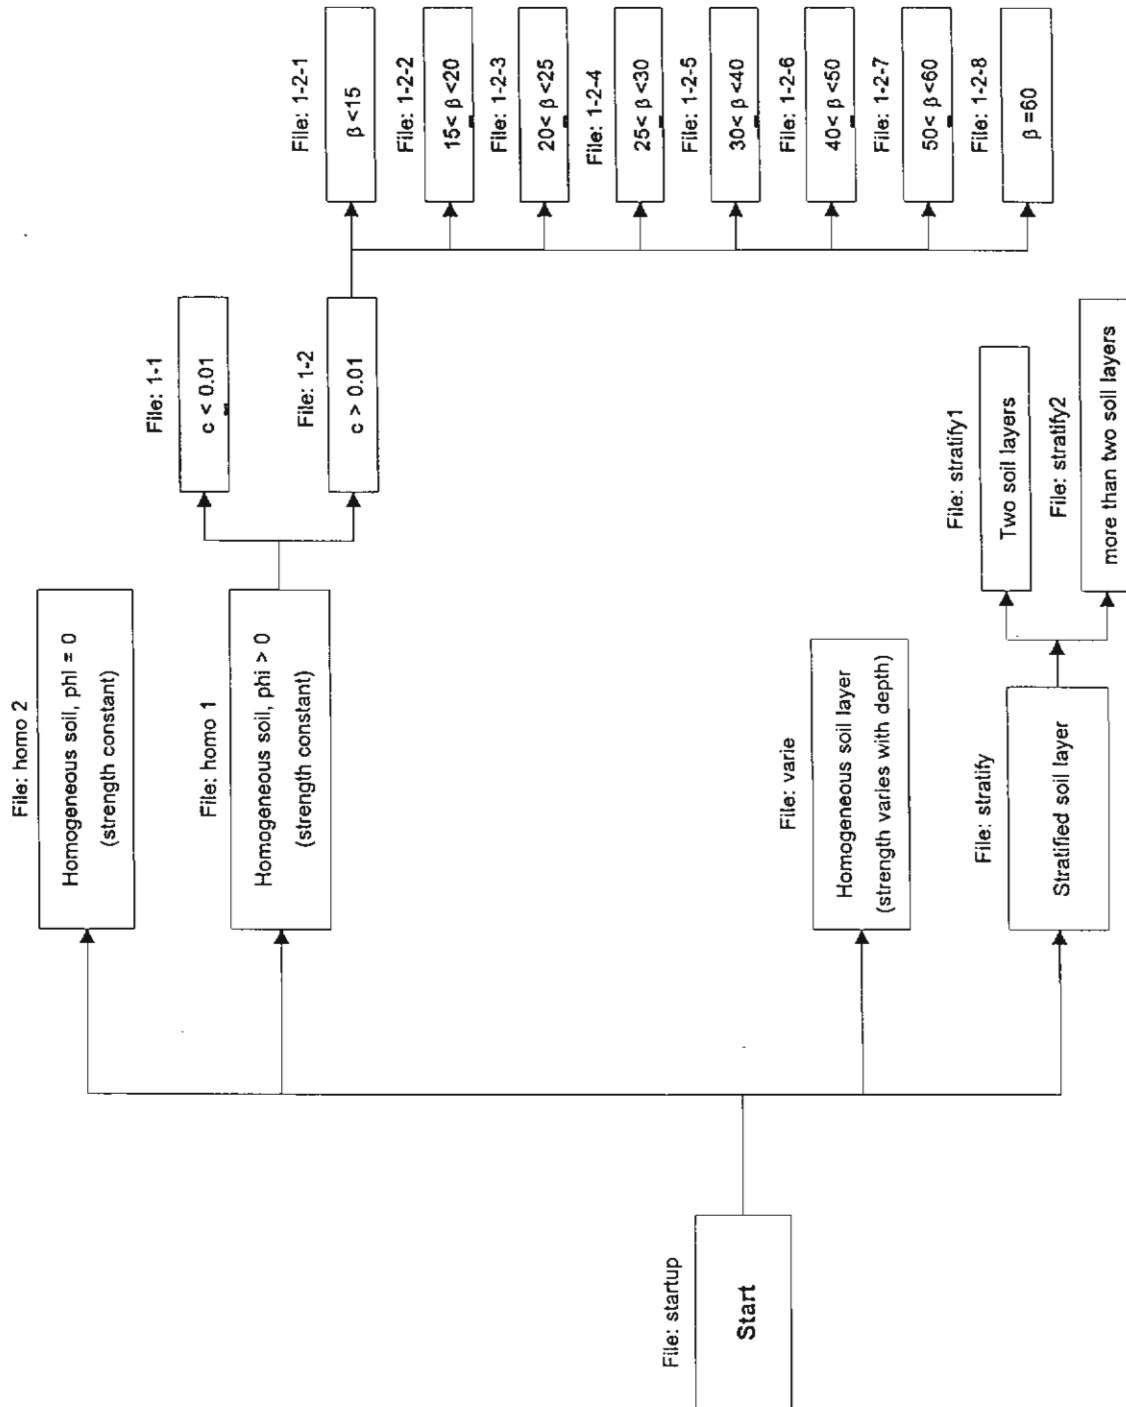 File: startup
Start
File: homo 2
Homogeneous soil, phi = 0
(strength constant)
File: homo 1
Homogeneous soil, phi > 0
(strength constant)
File: varie
Homogeneous soil layer
(strength varies with depth)
File: stratify
Stratified soil layer
File: 1-1
c < 0.01
File: 1-2
c > 0.01
File: stratify1
Two soil layers
File: stratify2
more than two soil layers
File: 1-2-1
β <15
File: 1-2-2
15< β <20
File: 1-2-3
20< β <25
File: 1-2-4
25< β <30
File: 1-2-5
30< β <40
File: 1-2-6
40< β <50
File: 1-2-7
50< β <60
File: 1-2-8
β =60